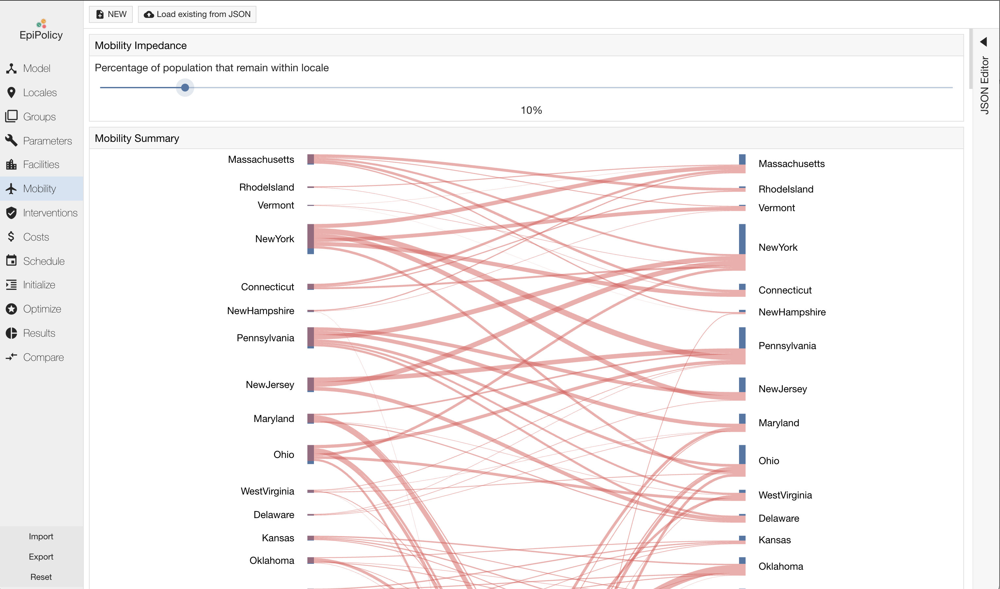 NEW
Load existing from JSON
EpiPolicy
Model
Locales
Groups
Parameters
Facilities
Mobility
Interventions
Costs
Schedule
Initialize
Optimize
Results
Compare
Import
Export
Reset
Mobility Impedance
Percentage of population that remain within locale
10%
Mobility Summary
Massachusetts
RhodeIsland
Vermont
NewYork
Connecticut
NewHampshire
Pennsylvania
NewJersey
Maryland
Ohio
WestVirginia
Delaware
Kansas
Oklahoma
Massachusetts
RhodeIsland
Vermont
NewYork
Connecticut
NewHampshire
Pennsylvania
NewJersey
Maryland
Ohio
WestVirginia
Delaware
Kansas
Oklahoma
JSON Editor